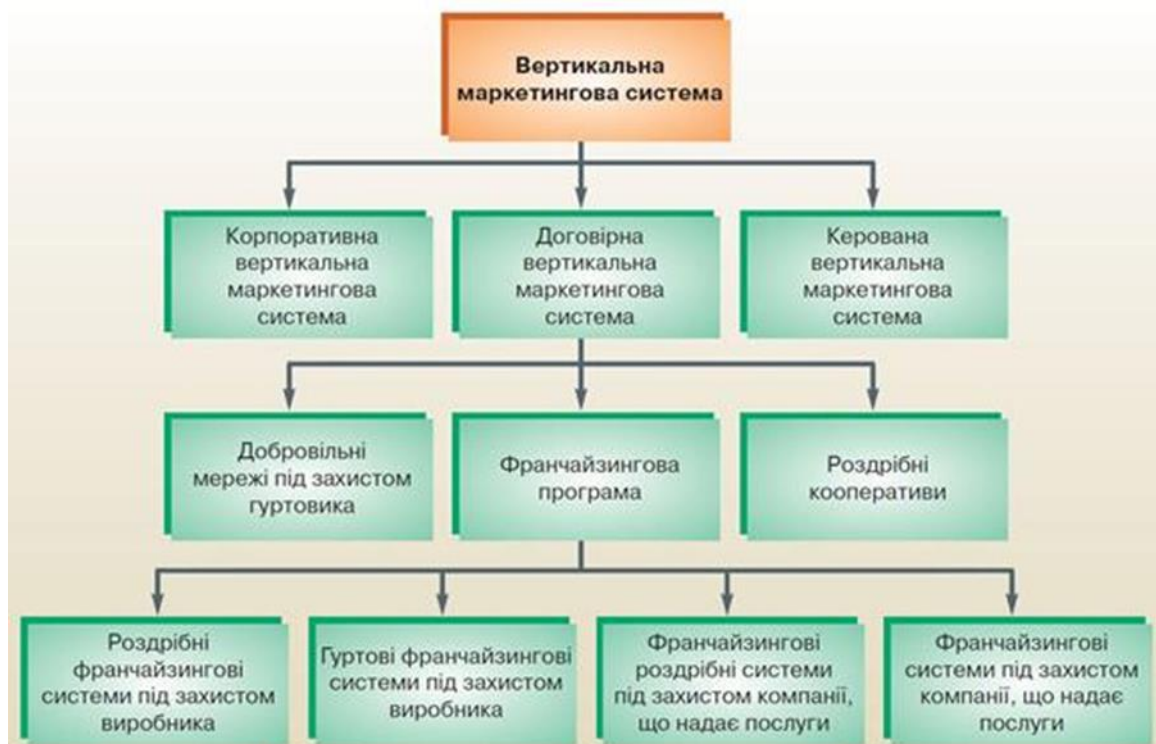 Вертикальна
маркетингова система
Корпоративна
вертикальна
маркетингова
система
Договірна
вертикальна
маркетингова
система
Керована
вертикальна
маркетингова
система
Добровільні
мережі під захистом
гуртовика
Франчайзингова
програма
Роздрібні
кооперативи
Роздрібні
франчайзингові
системи під захистом
виробника
Гуртові франчайзингові
системи під захистом
виробника
Франчайзингові
роздрібні системи
під захистом компанії,
що надає послуги
Франчайзингові
системи під захистом
компанії, що надає
послуги